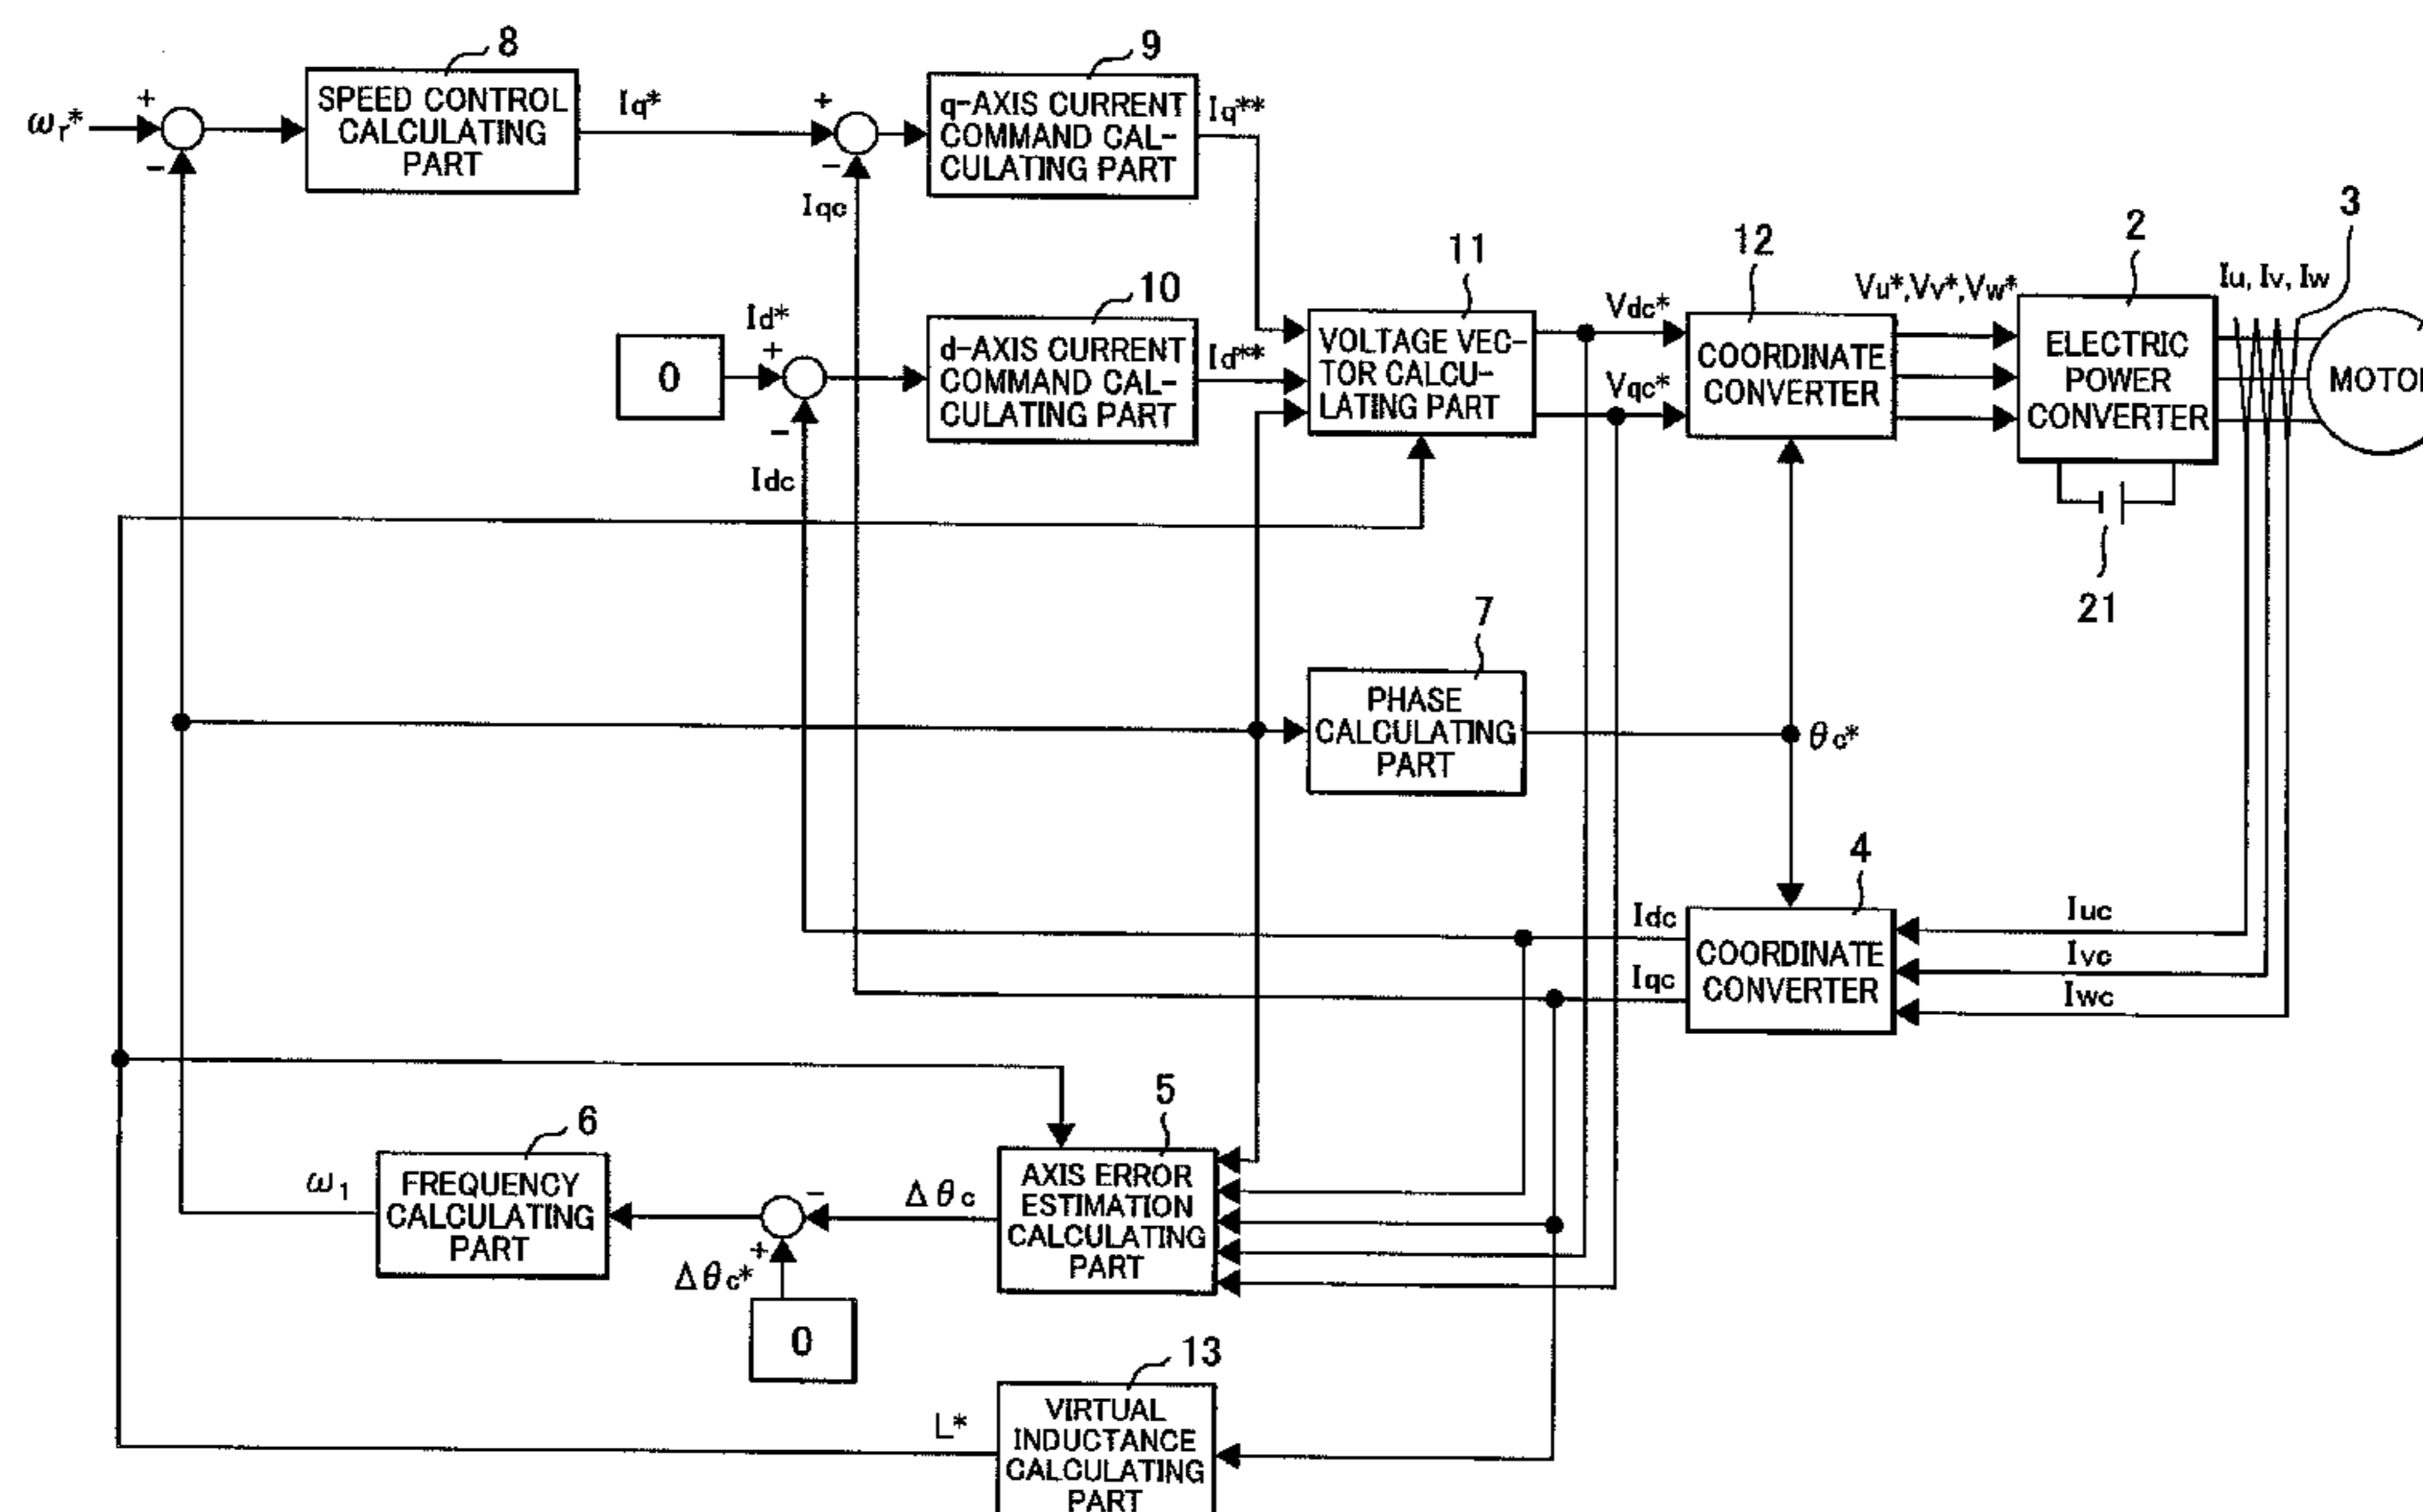 8
9
SPEED CONTROL
CALCULATING
PART
ωr*
+
−
Iq*
+
−
Iqc
q-AXIS CURRENT
COMMAND CAL-
CULATING PART
Iq**
3
2
12
11
10
Iu, Iv, Iw
Vu*,Vv*,Vw*
Vdc*
Vqc*
Id*
+
−
0
Idc
d-AXIS CURRENT
COMMAND CAL-
CULATING PART
Id**
VOLTAGE VEC-
TOR CALCU-
LATING PART
COORDINATE
CONVERTER
ELECTRIC
POWER
CONVERTER
MOTO
21
7
PHASE
CALCULATING
PART
θc*
4
Idc
Iqc
COORDINATE
CONVERTER
Iuc
Ivc
Iwc
6
5
ω1
FREQUENCY
CALCULATING
PART
−
+
Δθc
Δθc*
0
AXIS ERROR
ESTIMATION
CALCULATING
PART
13
L*
VIRTUAL
INDUCTANCE
CALCULATING
PART